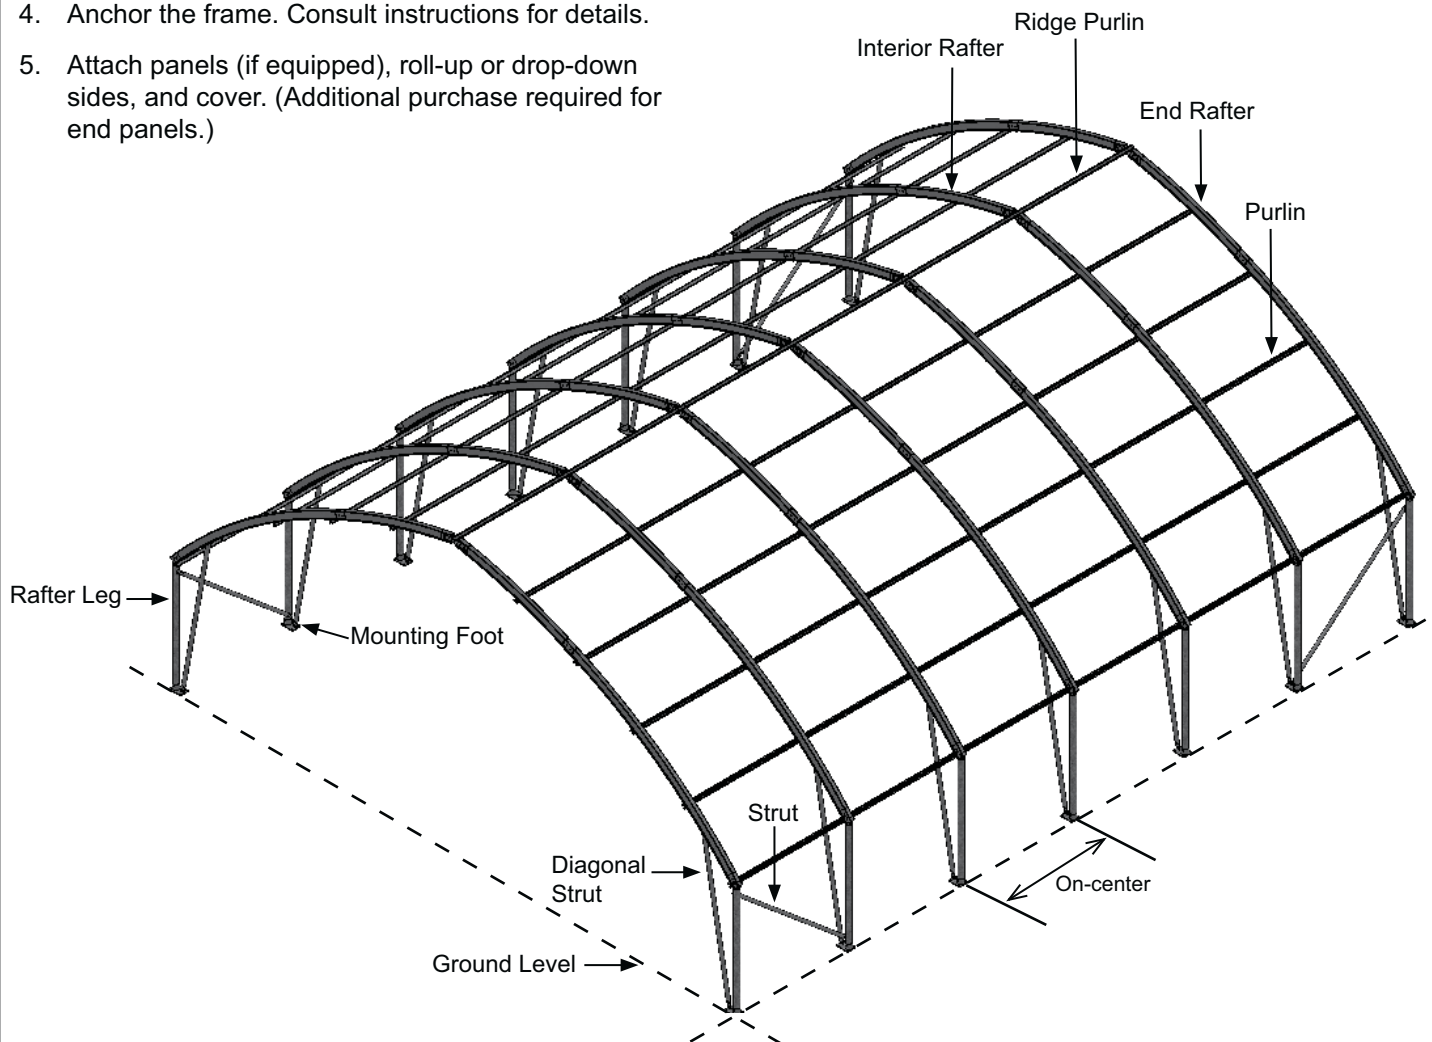 4. Anchor the frame. Consult instructions for details.
5. Attach panels (if equipped), roll-up or drop-down
sides, and cover. (Additional purchase required for
end panels.)
Ridge Purlin
Interior Rafter
End Rafter
Purlin
Rafter Leg
Mounting Foot
Strut
Diagonal
Strut
On-center
Ground Level